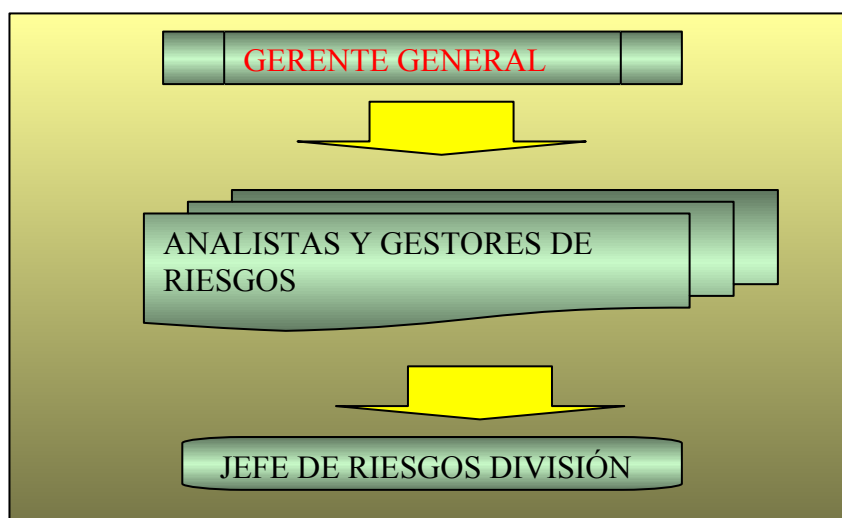 GERENTE GENERAL
ANALISTAS Y GESTORES DE
RIESGOS
JEFE DE RIESGOS DIVISIÓN